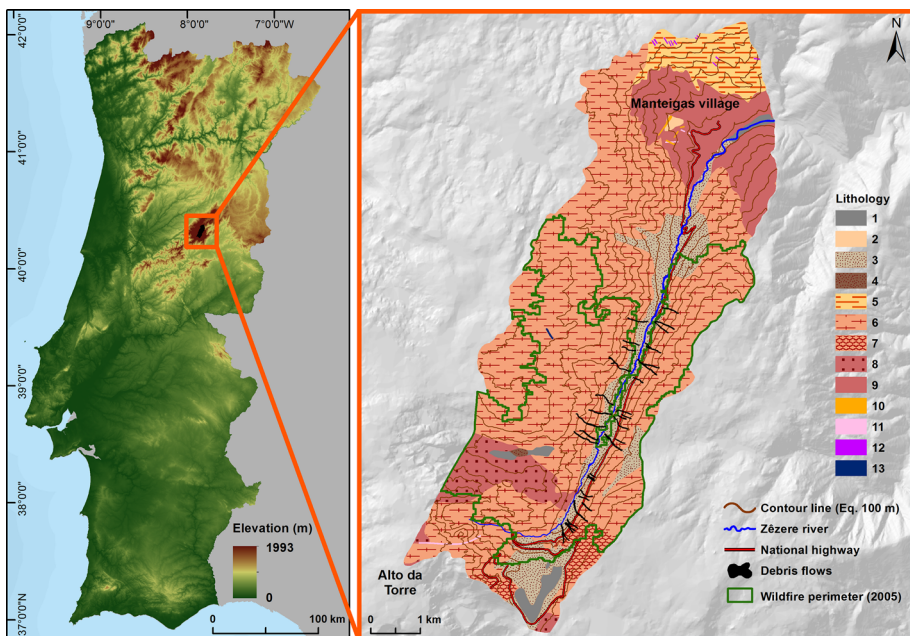 9°0'0" 8°0'0" 7°0'0"W
42°0'0"
41°0'0"
40°0'0"
39°0'0"
38°0'0"
37°0'0"N
Elevation (m)
1993
0
0 100 km
N
Manteigas village
Alto da
Torre
0 1 km
Lithology
1
2
3
4
5
6
7
8
9
10
11
12
13
Contour line (Eq. 100 m)
Zêzere river
National highway
Debris flows
Wildfire perimeter (2005)